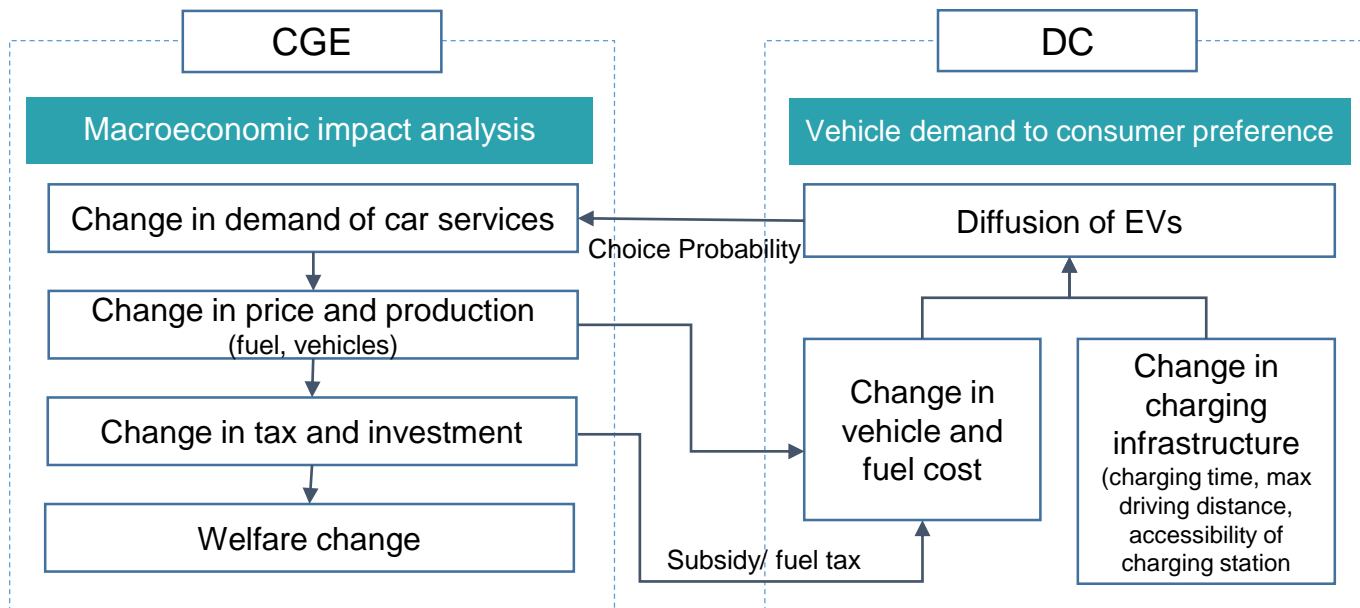 CGE
Macroeconomic impact analysis
Change in demand of car services
Change in price and production
(fuel, vehicles)
Change in tax and investment
Welfare change
Choice Probability
Subsidy/ fuel tax
DC
Vehicle demand to consumer preference
Diffusion of EVs
Change in
vehicle and
fuel cost
Change in
charging
infrastructure
(charging time, max
driving distance,
accessibility of
charging station